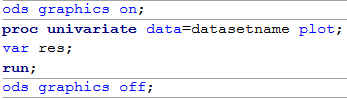 ods graphics on;
proc univariate data=datasetname plot;
var res;
run;
ods graphics off;